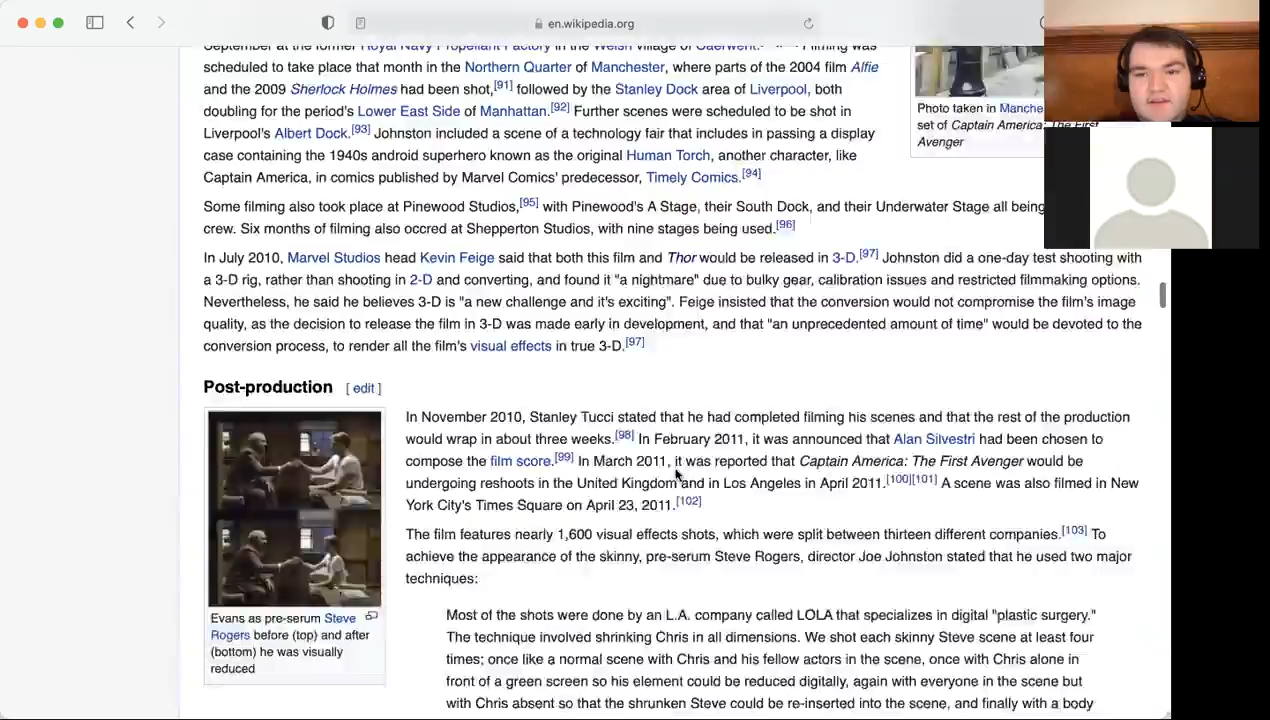 en.wikipedia.org
September at the former Royal Navy Propellant Factory in the Welsh village of Caerwent. Filming was
scheduled to take place that month in the Northern Quarter of Manchester, where parts of the 2004 film Alfie
and the 2009 Sherlock Holmes had been shot,[91] followed by the Stanley Dock area of Liverpool, both
doubling for the period's Lower East Side of Manhattan.[92] Further scenes were scheduled to be shot in
Liverpool's Albert Dock.[93] Johnston included a scene of a technology fair that includes in passing a display
case containing the 1940s android superhero known as the original Human Torch, another character, like
Captain America, in comics published by Marvel Comics' predecessor, Timely Comics.[94]
Photo taken in Manche
set of Captain America: The First
Avenger
Some filming also took place at Pinewood Studios,[95] with Pinewood's A Stage, their South Dock, and their Underwater Stage all being
crew. Six months of filming also occred at Shepperton Studios, with nine stages being used.[96]
In July 2010, Marvel Studios head Kevin Feige said that both this film and Thor would be released in 3-D.[97] Johnston did a one-day test shooting with
a 3-D rig, rather than shooting in 2-D and converting, and found it "a nightmare" due to bulky gear, calibration issues and restricted filmmaking options.
Nevertheless, he said he believes 3-D is "a new challenge and it's exciting". Feige insisted that the conversion would not compromise the film's image
quality, as the decision to release the film in 3-D was made early in development, and that "an unprecedented amount of time" would be devoted to the
conversion process, to render all the film's visual effects in true 3-D.[97]
Post-production [ edit ]
In November 2010, Stanley Tucci stated that he had completed filming his scenes and that the rest of the production
would wrap in about three weeks.[98] In February 2011, it was announced that Alan Silvestri had been chosen to
compose the film score.[99] In March 2011, it was reported that Captain America: The First Avenger would be
undergoing reshoots in the United Kingdom and in Los Angeles in April 2011.[100][101] A scene was also filmed in New
York City's Times Square on April 23, 2011.[102]
The film features nearly 1,600 visual effect shots, which were split between thirteen different companies.[103] To
achieve the appearance of the skinny, pre-serum Steve Rogers, director Joe Johnston stated that he used two major
techniques:
Evans as pre-serum Steve
Rogers before (top) and after
(bottom) he was visually
reduced
Most of the shots were done by an L.A. company called LOLA that specializes in digital "plastic surgery."
The technique involved shrinking Chris in all dimensions. We shot each skinny Steve scene at least four
times; once like a normal scene with Chris and his fellow actors in the scene, once with Chris alone in
front of a green screen so his element could be reduced digitally, again with everyone in the scene but
with Chris absent so that the shrunken Steve could be re-inserted into the scene, and finally with a body